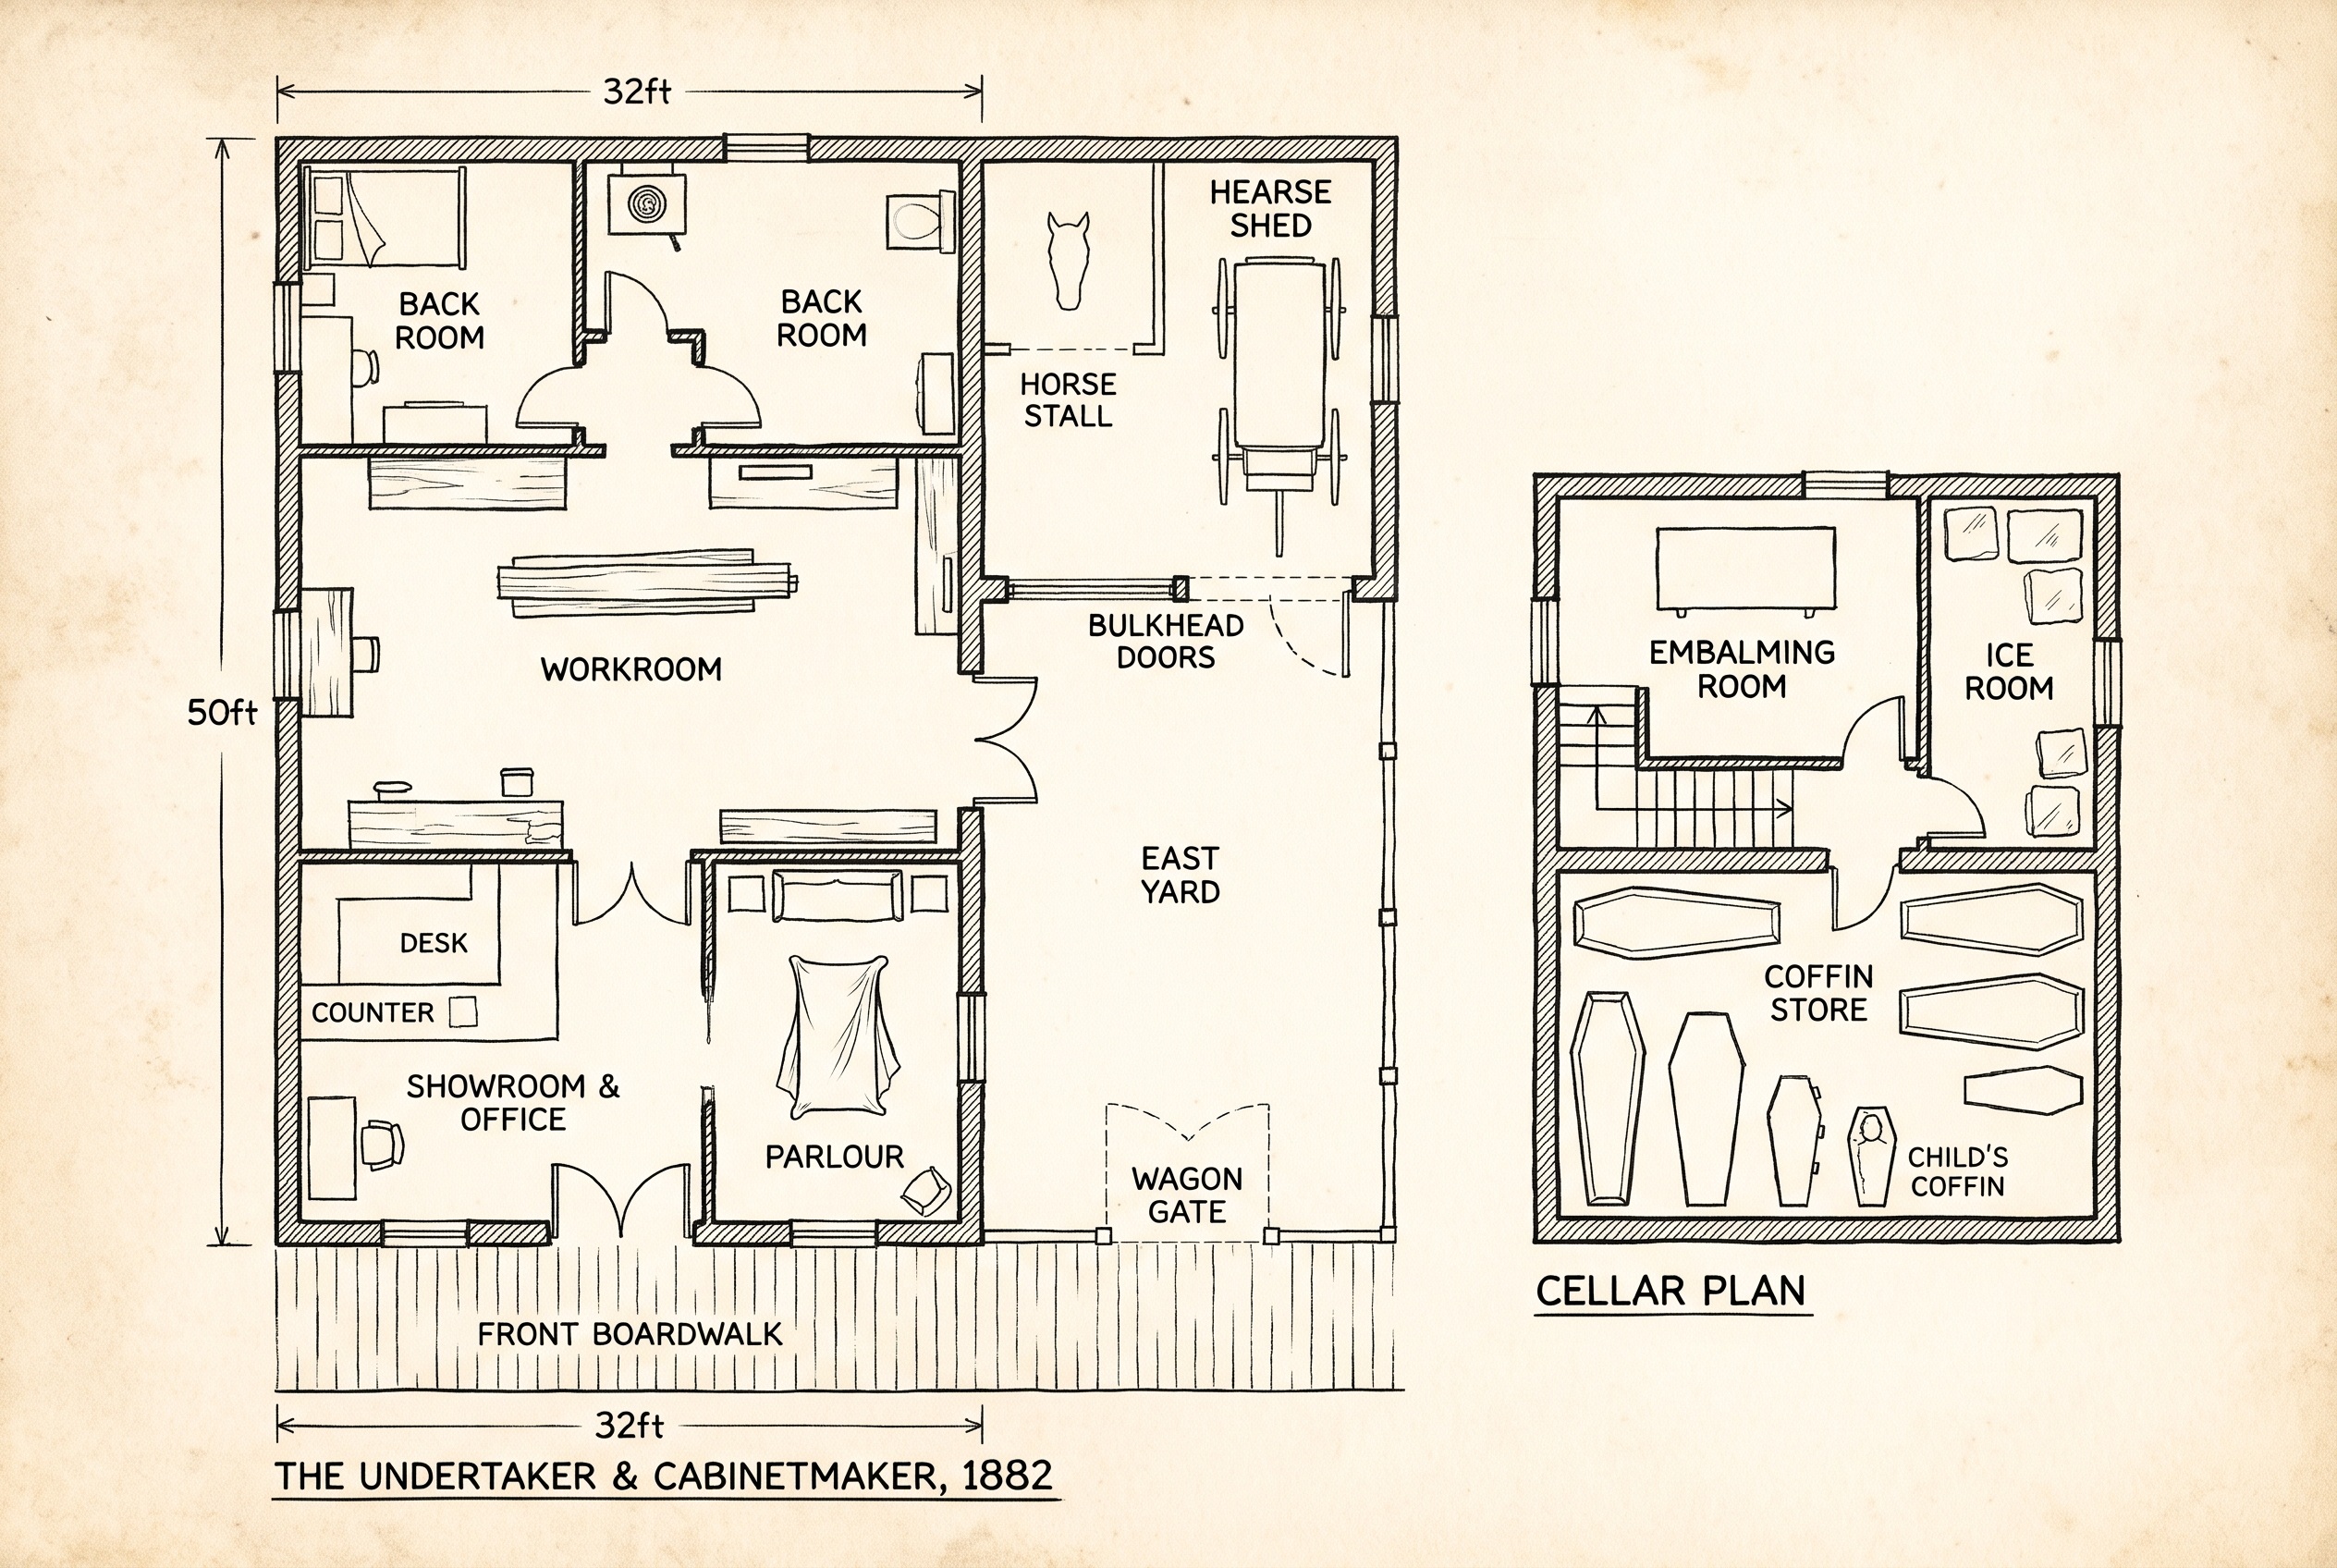 32ft
50ft
BACK
ROOM
BACK
ROOM
HEARSE
SHED
HORSE
STALL
BULKHEAD
DOORS
WORKROOM
EMBALMING
ROOM
ICE
ROOM
EAST
YARD
DESK
COUNTER
SHOWROOM &
OFFICE
PARLOUR
WAGON
GATE
COFFIN
STORE
CHILD'S
COFFIN
CELLAR PLAN
FRONT BOARDWALK
32ft
THE UNDERTAKER & CABINETMAKER, 1882